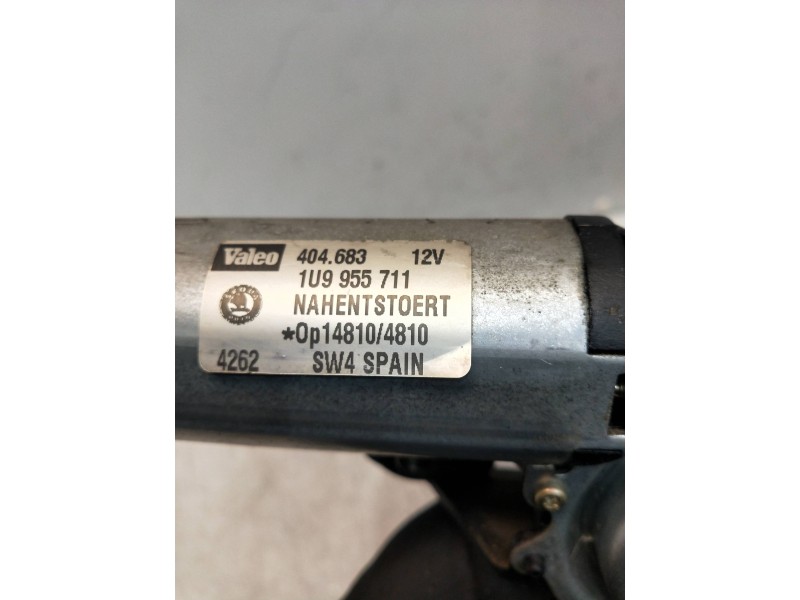 Valeo 404.683 12V
1U9 955 711
NAHENTSTOERT
*Op14810/4810
4262 SW4 SPAIN